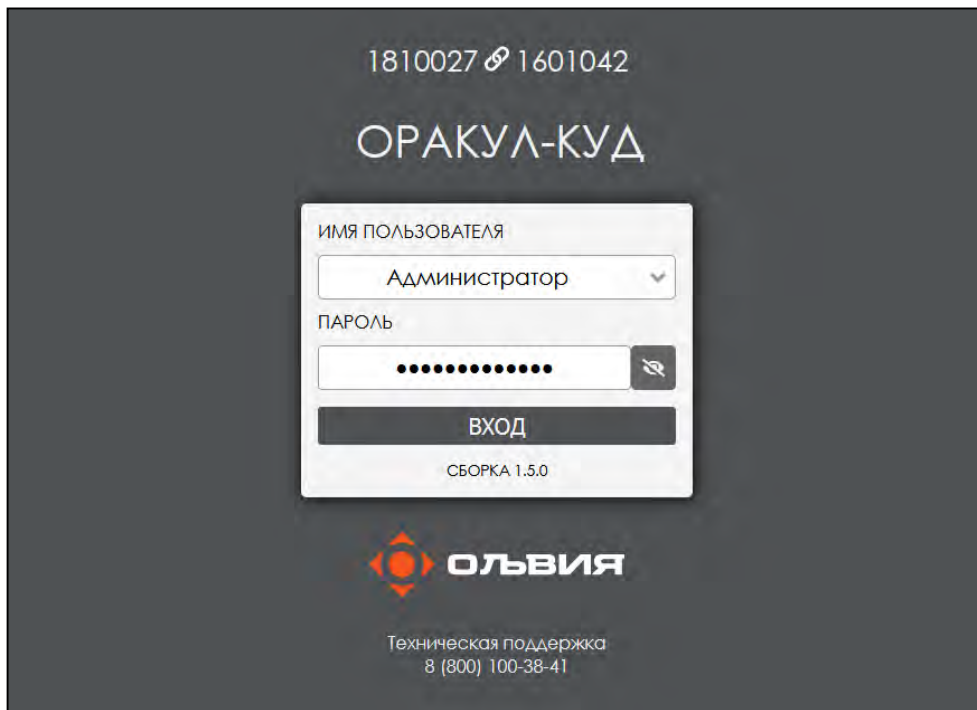 1810027 1601042
ОРАКУЛ-КУД
ИМЯ ПОЛЬЗОВАТЕЛЯ
Администратор
ПАРОЛЬ
•••••••••••••
ВХОД
СБОРКА 1.5.0
ОЛЬВИЯ
Техническая поддержка
8 (800) 100-38-41